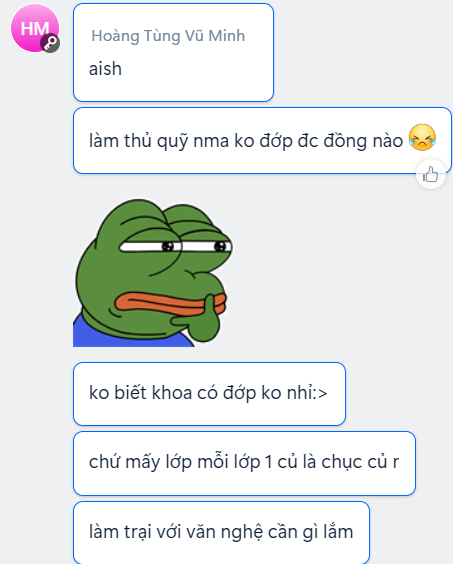 HM
Hoàng Tùng Vũ Minh
aish
làm thủ quỹ nma ko đớp đc đồng nào 😭
ko biết khoa có đớp ko nhỉ:>
chứ mấy lớp mỗi lớp 1 củ là chục củ r
làm trại với văn nghệ cần gì lắm